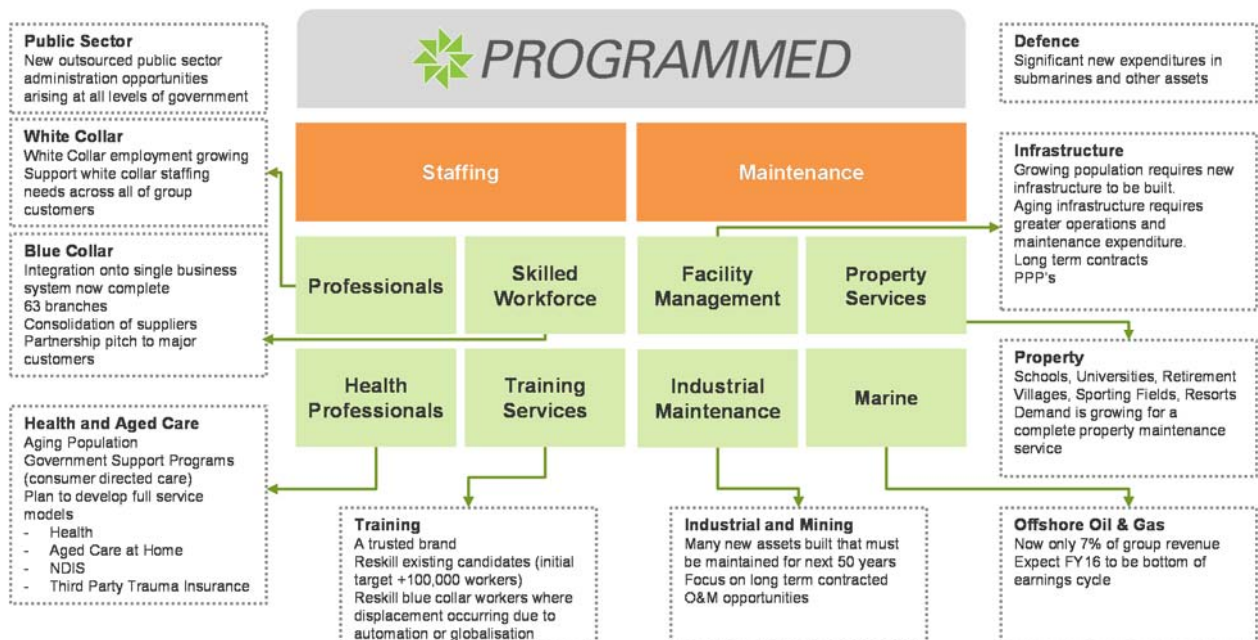 PROGRAMMED
Public Sector
New outsourced public sector
administration opportunities
arising at all levels of government
White Collar
White Collar employment growing
Support white collar staffing
needs across all of group
customers
Blue Collar
Integration onto single business
system now complete
63 branches
Consolidation of suppliers
Partnership pitch to major
customers
Health and Aged Care
Aging Population
Government Support Programs
(consumer directed care)
Plan to develop full service
models
- Health
- Aged Care at Home
- NDIS
- Third Party Trauma Insurance
Staffing
Maintenance
Professionals
Skilled
Workforce
Facility
Management
Property
Services
Health
Professionals
Training
Services
Industrial
Maintenance
Marine
Training
A trusted brand
Reskill existing candidates (initial
target +100,000 workers)
Reskill blue collar workers where
displacement occurring due to
automation or globalisation
Industrial and Mining
Many new assets built that must
be maintained for next 50 years
Focus on long term contracted
O&M opportunities
Defence
Significant new expenditures in
submarines and other assets
Infrastructure
Growing population requires new
infrastructure to be built.
Aging infrastructure requires
greater operations and
maintenance expenditure.
Long term contracts
PPP's
Property
Schools, Universities, Retirement
Villages, Sporting Fields, Resorts
Demand is growing for a
complete property maintenance
service
Offshore Oil & Gas
Now only 7% of group revenue
Expect FY16 to be bottom of
earnings cycle